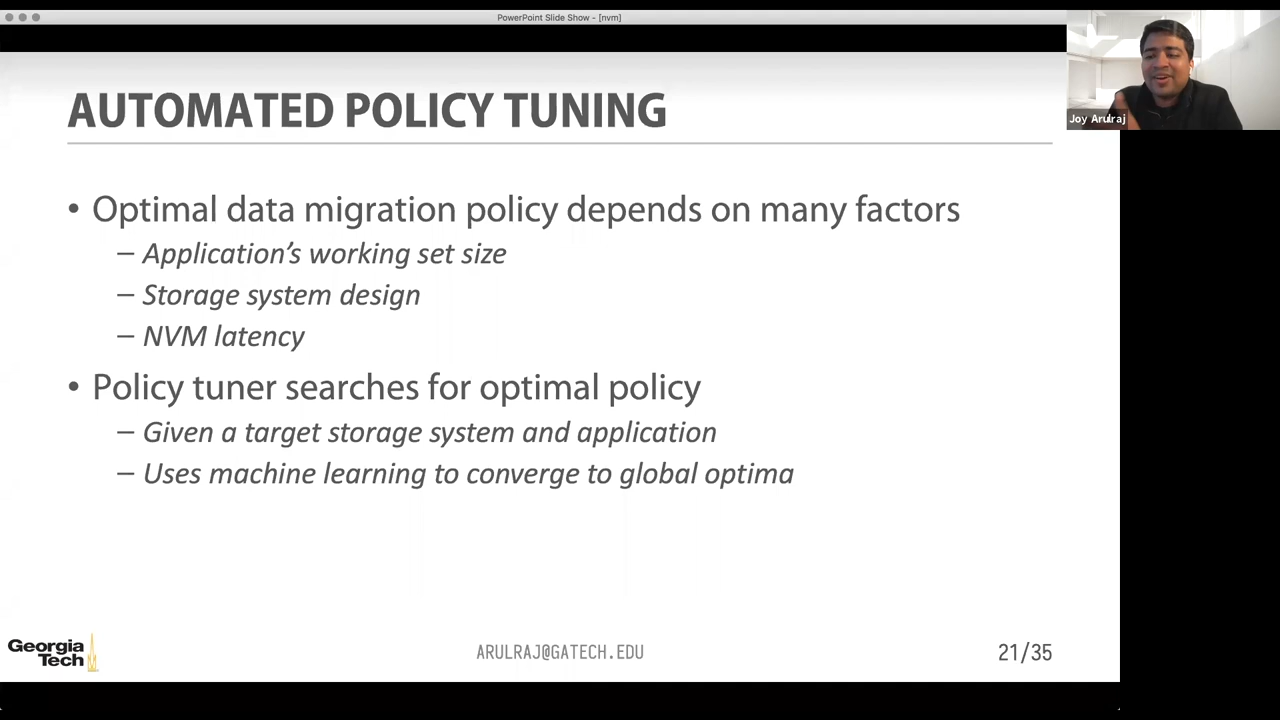 PowerPoint Slide Show - [nvm]
AUTOMATED POLICY TUNING
Joy Arulraj
• Optimal data migration policy depends on many factors
– Application’s working set size
– Storage system design
– NVM latency
• Policy tuner searches for optimal policy
– Given a target storage system and application
– Uses machine learning to converge to global optima
Georgia
Tech
ARULRAJ@GATECH.EDU
21/35